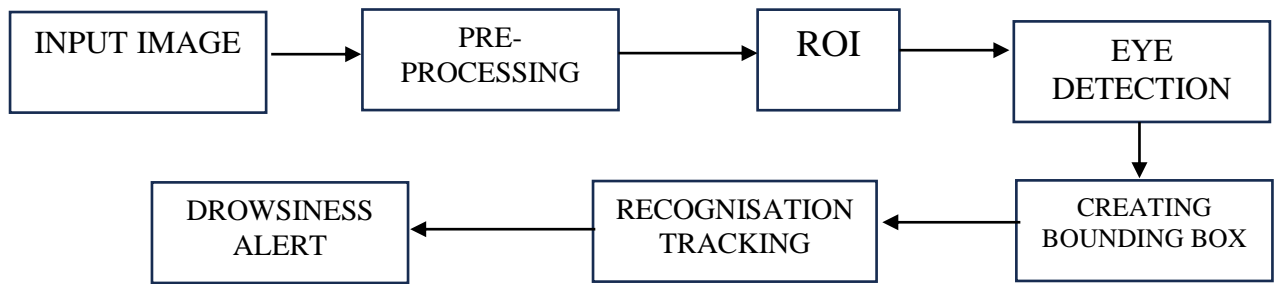 INPUT IMAGE
PRE-
PROCESSING
ROI
EYE
DETECTION
CREATING
BOUNDING BOX
RECOGNISATION
TRACKING
DROWSINESS
ALERT